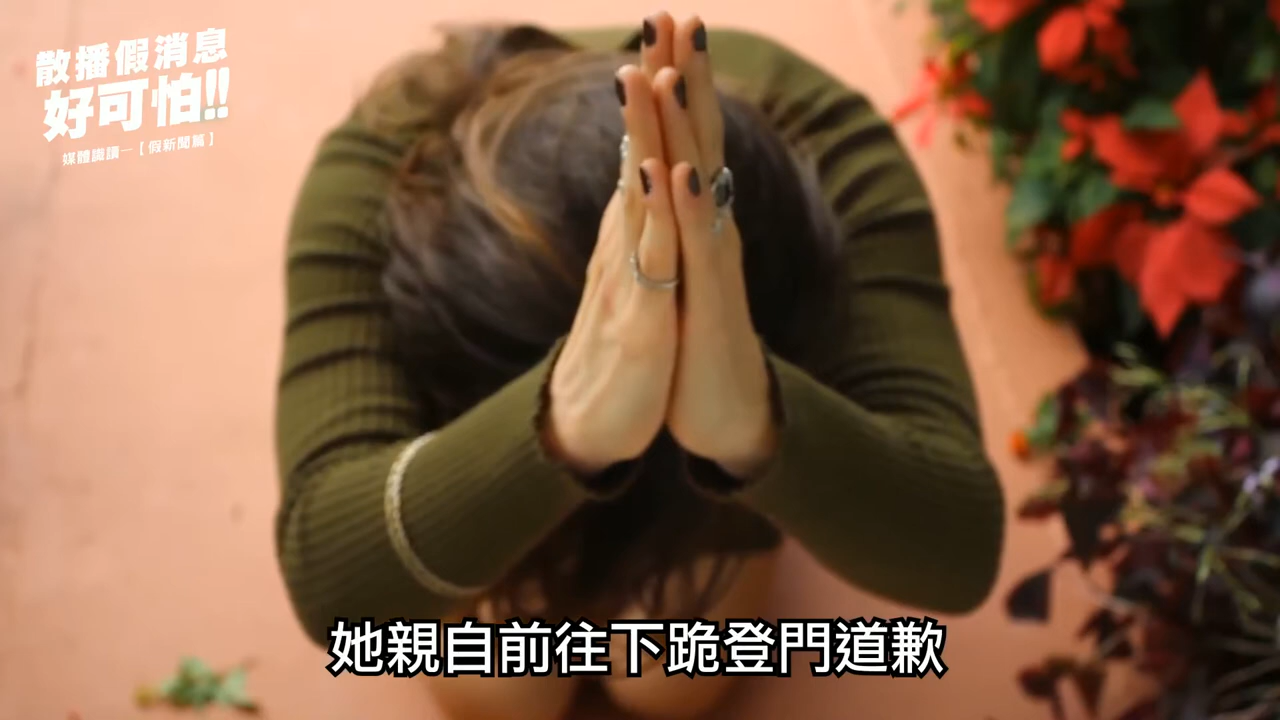 散播假消息
好可怕!!
媒體識讀—【假新聞篇】
她親自前往下跪登門道歉